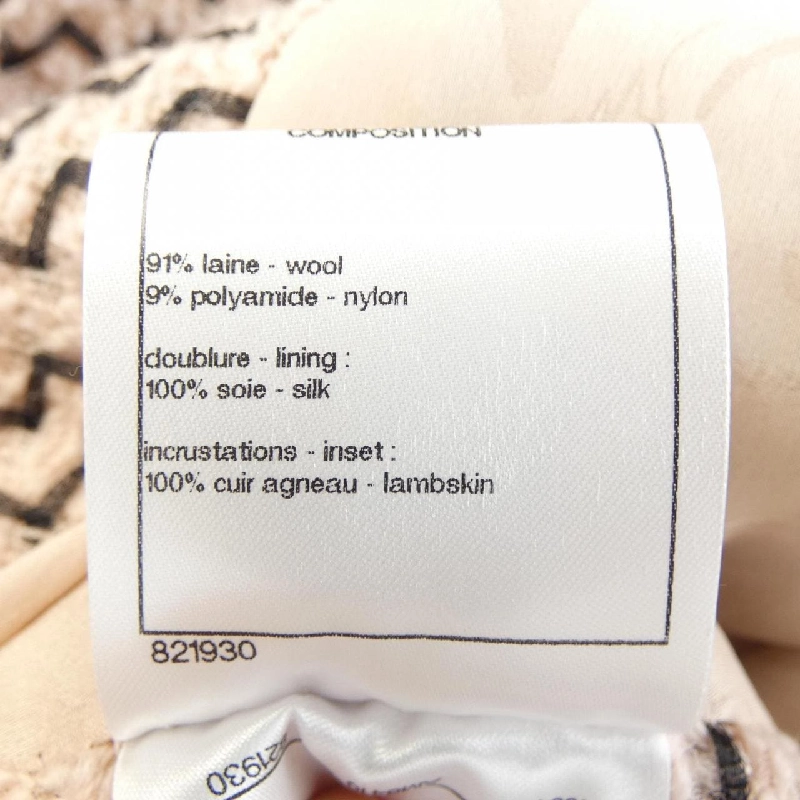 COMPOSITION
91% laine - wool
9% polyamide - nylon
doublure - lining :
100% soie - silk
incrustations - inset :
100% cuir agneau - lambskin
821930
821930